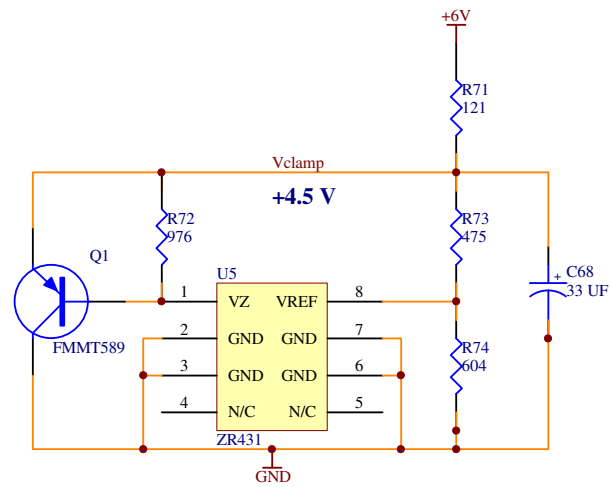 +6V
R71
121
Vclamp
+4.5 V
R72
976
R73
475
Q1
U5
C68
+
33 UF
1 VZ VREF 8
2 GND GND 7
FMMT589
R74
604
3 GND GND 6
4 N/C N/C 5
ZR431
GND